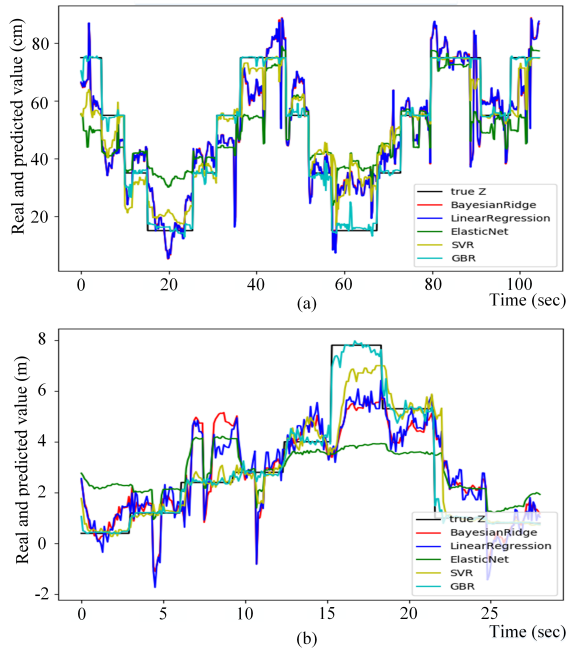 Real and predicted value (cm)
80
60
40
20
true Z
BayesianRidge
LinearRegression
ElasticNet
SVR
GBR
0 20 40 60 80 100
Time (sec)
(a)
Real and predicted value (m)
8
6
4
2
0
-2
true Z
BayesianRidge
LinearRegression
ElasticNet
SVR
GBR
0 5 10 15 20 25
Time (sec)
(b)